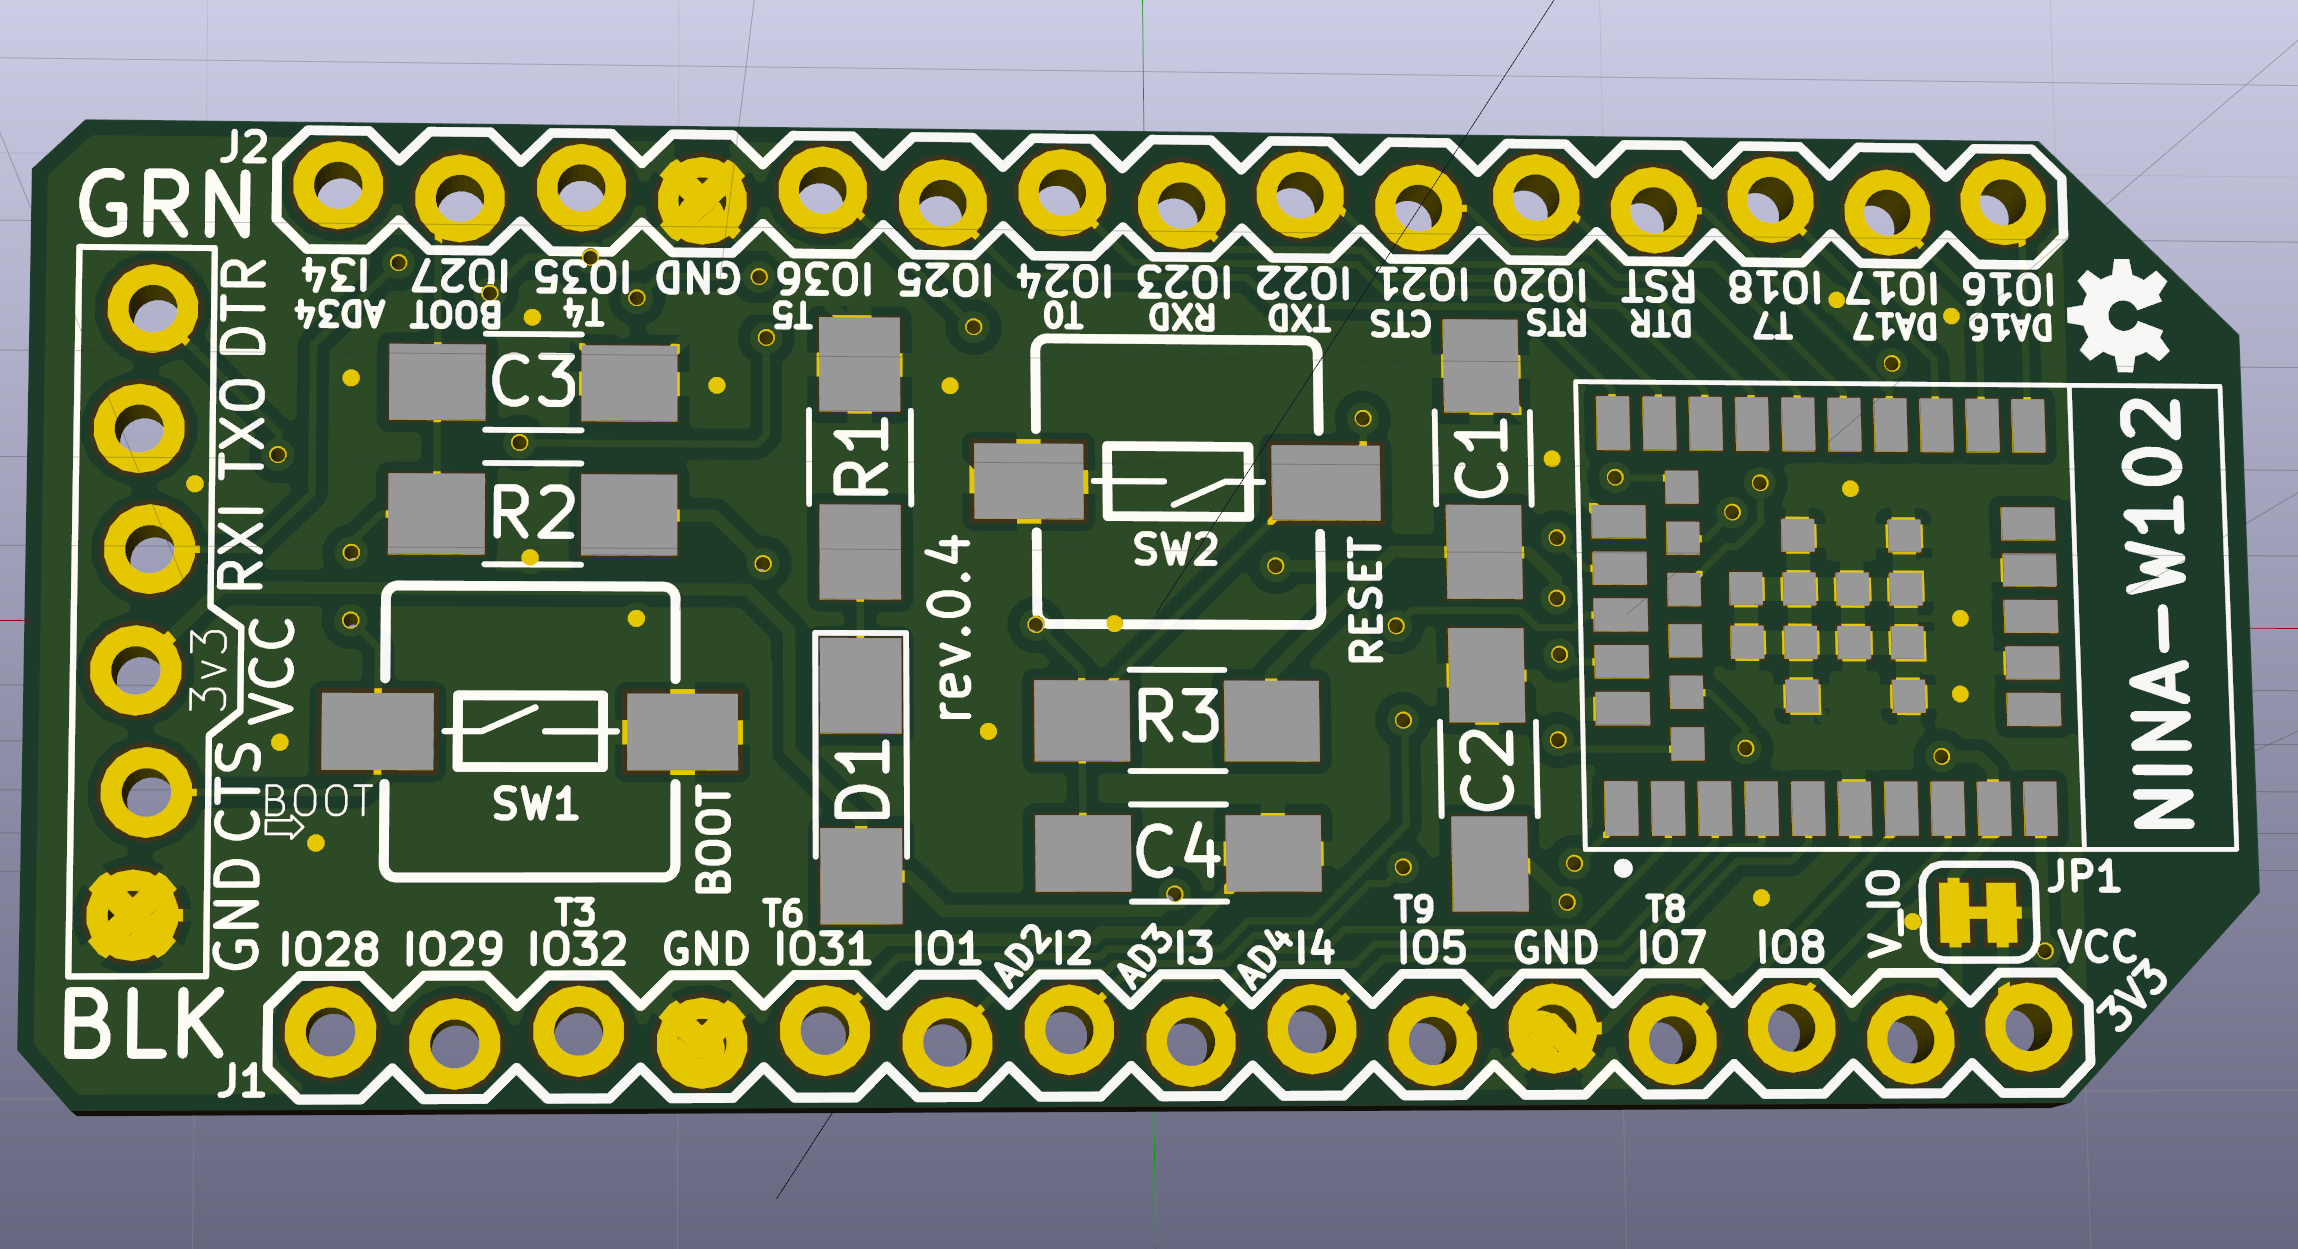 J2
GRN
I34 IO27 IO35 GND IO36 IO25 IO24 IO23 IO22 IO21 IO20 RST IO18 IO17 IO16
AD34 BOOT T4 T5 T0 RXD TXD CTS RTS DTR T7 DA17 DA16
DTR
TXO
RXI
3v3
VCC
CTS
GND
BOOT
BLK
J1
C3
R2
SW1
BOOT
R1
D1
rev.0.4
SW2
RESET
R3
C4
C1
C2
NINA-W102
JP1
V_IO
VCC
3V3
T3 T6 T9 T8
IO28 IO29 IO32 GND IO31 IO1 AD2 I2 AD3 I3 AD4 I4 IO5 GND IO7 IO8